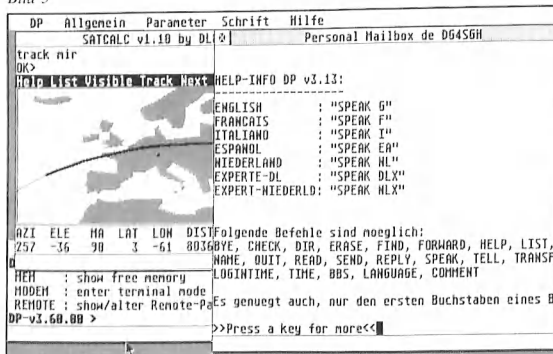 Bild 3
DP Allgemein Parameter Schrift Hilfe
SATCALC v1.10 by DL
track mir
OK>
Help List Visible Track Next
AZI ELE MA LAT LON DIST
257 -36 90 3 -61 8036
HEM : show free memory
MODEM : enter terminal mode
REMOTE : show/alter Remote-Pa
DP-v3.60.00 >
Personal Mailbox de DG4SGH
HELP-INFO DP v3.13:
--------------------
ENGLISH : "SPEAK G"
FRANCAIS : "SPEAK F"
ITALIANO : "SPEAK I"
ESPANOL : "SPEAK EA"
NIEDERLAND : "SPEAK NL"
EXPERTE-DL : "SPEAK DLX"
EXPERT-NIEDERLD: "SPEAK NLX"
Folgende Befehle sind moeglich:
BYE, CHECK, DIR, ERASE, FIND, FORWARD, HELP, LIST,
NAME, QUIT, READ, SEND, REPLY, SPEAK, TELL, TRANSF
LOGINTIME, TIME, BBS, LANGUAGE, COMMENT
Es genuegt auch, nur den ersten Buchstaben eines B
>>Press a key for more<<